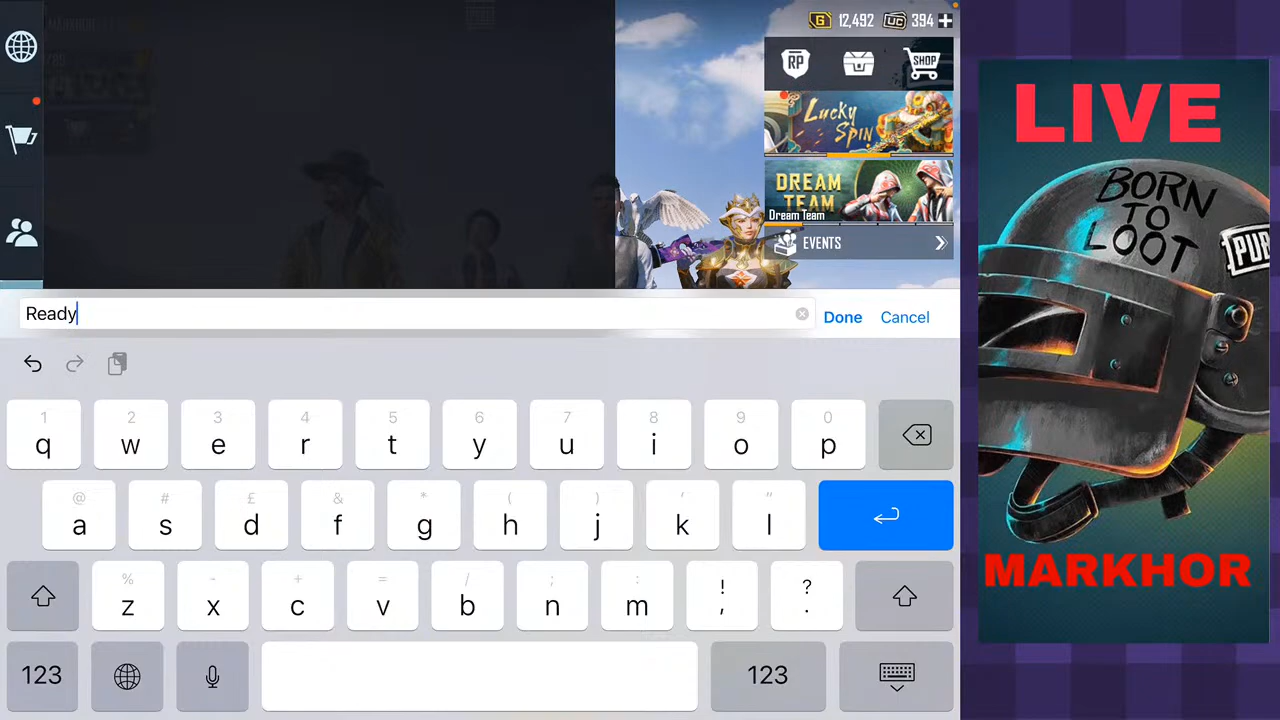 G 12,492 UC 394
RP SHOP
Lucky
Spin
DREAM
TEAM
Dream Team
EVENTS
Ready
Done Cancel
1 2 3 4 5 6 7 8 9 0
q w e r t y u i o p
@ # £ & * ( ) ' "
a s d f g h j k l
% - + = / ; : ! ?
z x c v b n m , .
123 123
LIVE
BORN
TO
LOOT
PUB
MARKHOR